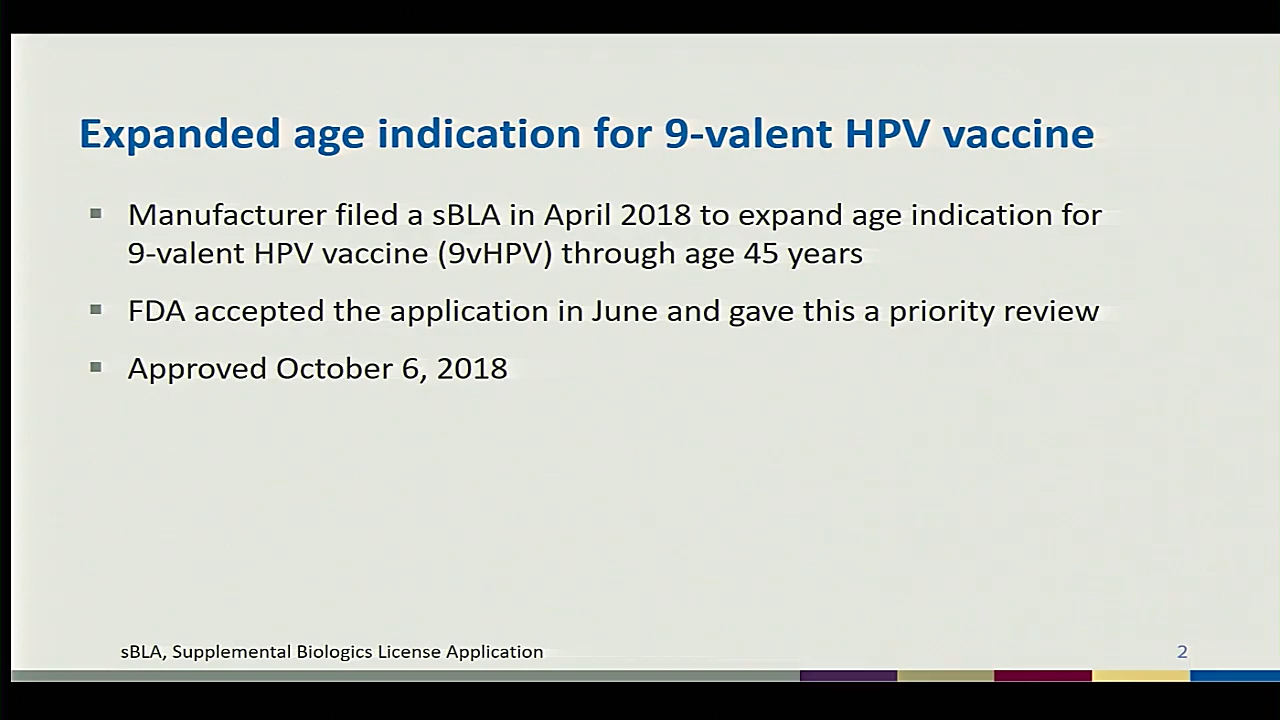 Expanded age indication for 9-valent HPV vaccine
▪ Manufacturer filed a sBLA in April 2018 to expand age indication for
9-valent HPV vaccine (9vHPV) through age 45 years
▪ FDA accepted the application in June and gave this a priority review
▪ Approved October 6, 2018
sBLA, Supplemental Biologics License Application
2